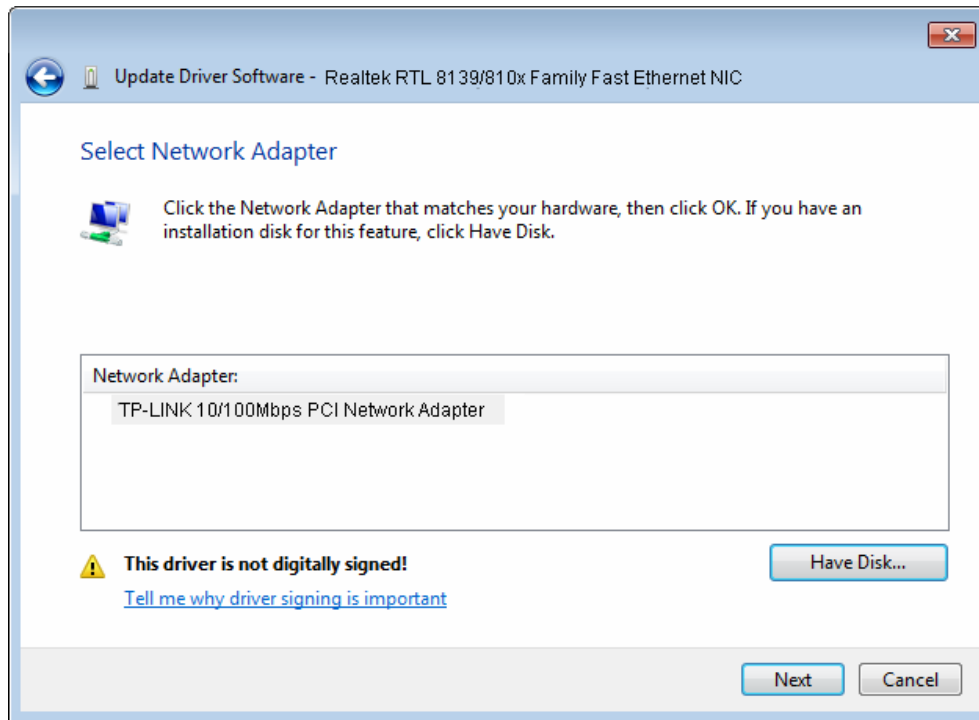 Update Driver Software - Realtek RTL 8139/810x Family Fast Ethernet NIC
Select Network Adapter
Click the Network Adapter that matches your hardware, then click OK. If you have an
installation disk for this feature, click Have Disk.
Network Adapter:
TP-LINK 10/100Mbps PCI Network Adapter
This driver is not digitally signed!
Have Disk...
Tell me why driver signing is important
Next
Cancel